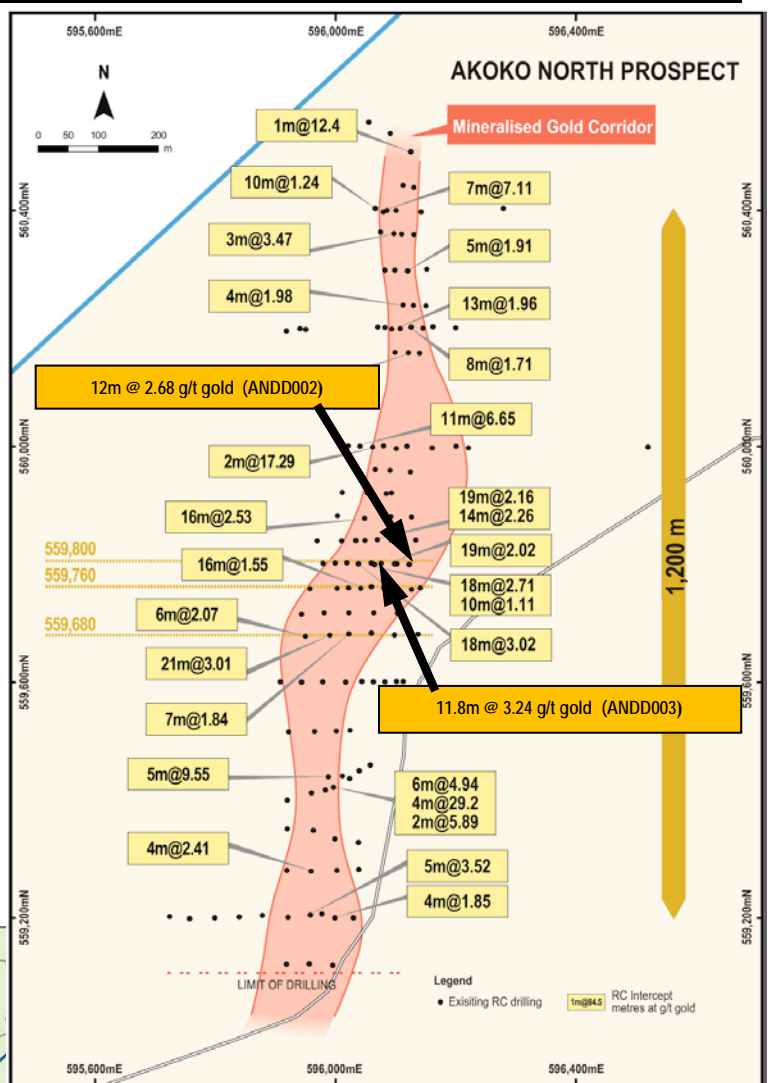 595,600mE
596,000mE
596,400mE
N
AKOKO NORTH PROSPECT
0 50 100 200
m
1m@12.4
Mineralised Gold Corridor
10m@1.24
7m@7.11
560,400mN
560,400mN
3m@3.47
5m@1.91
4m@1.98
13m@1.96
8m@1.71
12m @ 2.68 g/t gold (ANDD002)
11m@6.65
560,000mN
560,000mN
2m@17.29
19m@2.16
14m@2.26
16m@2.53
19m@2.02
559,800
16m@1.55
559,760
18m@2.71
10m@1.11
1,200 m
6m@2.07
559,680
18m@3.02
21m@3.01
559,600mN
559,600mN
11.8m @ 3.24 g/t gold (ANDD003)
7m@1.84
5m@9.55
6m@4.94
4m@29.2
2m@5.89
4m@2.41
5m@3.52
4m@1.85
559,200mN
559,200mN
LIMIT OF DRILLING
Legend
Exisiting RC drilling
1m@84.5
RC Intercept
metres at g/t gold
595,600mE
596,000mE
596,400mE